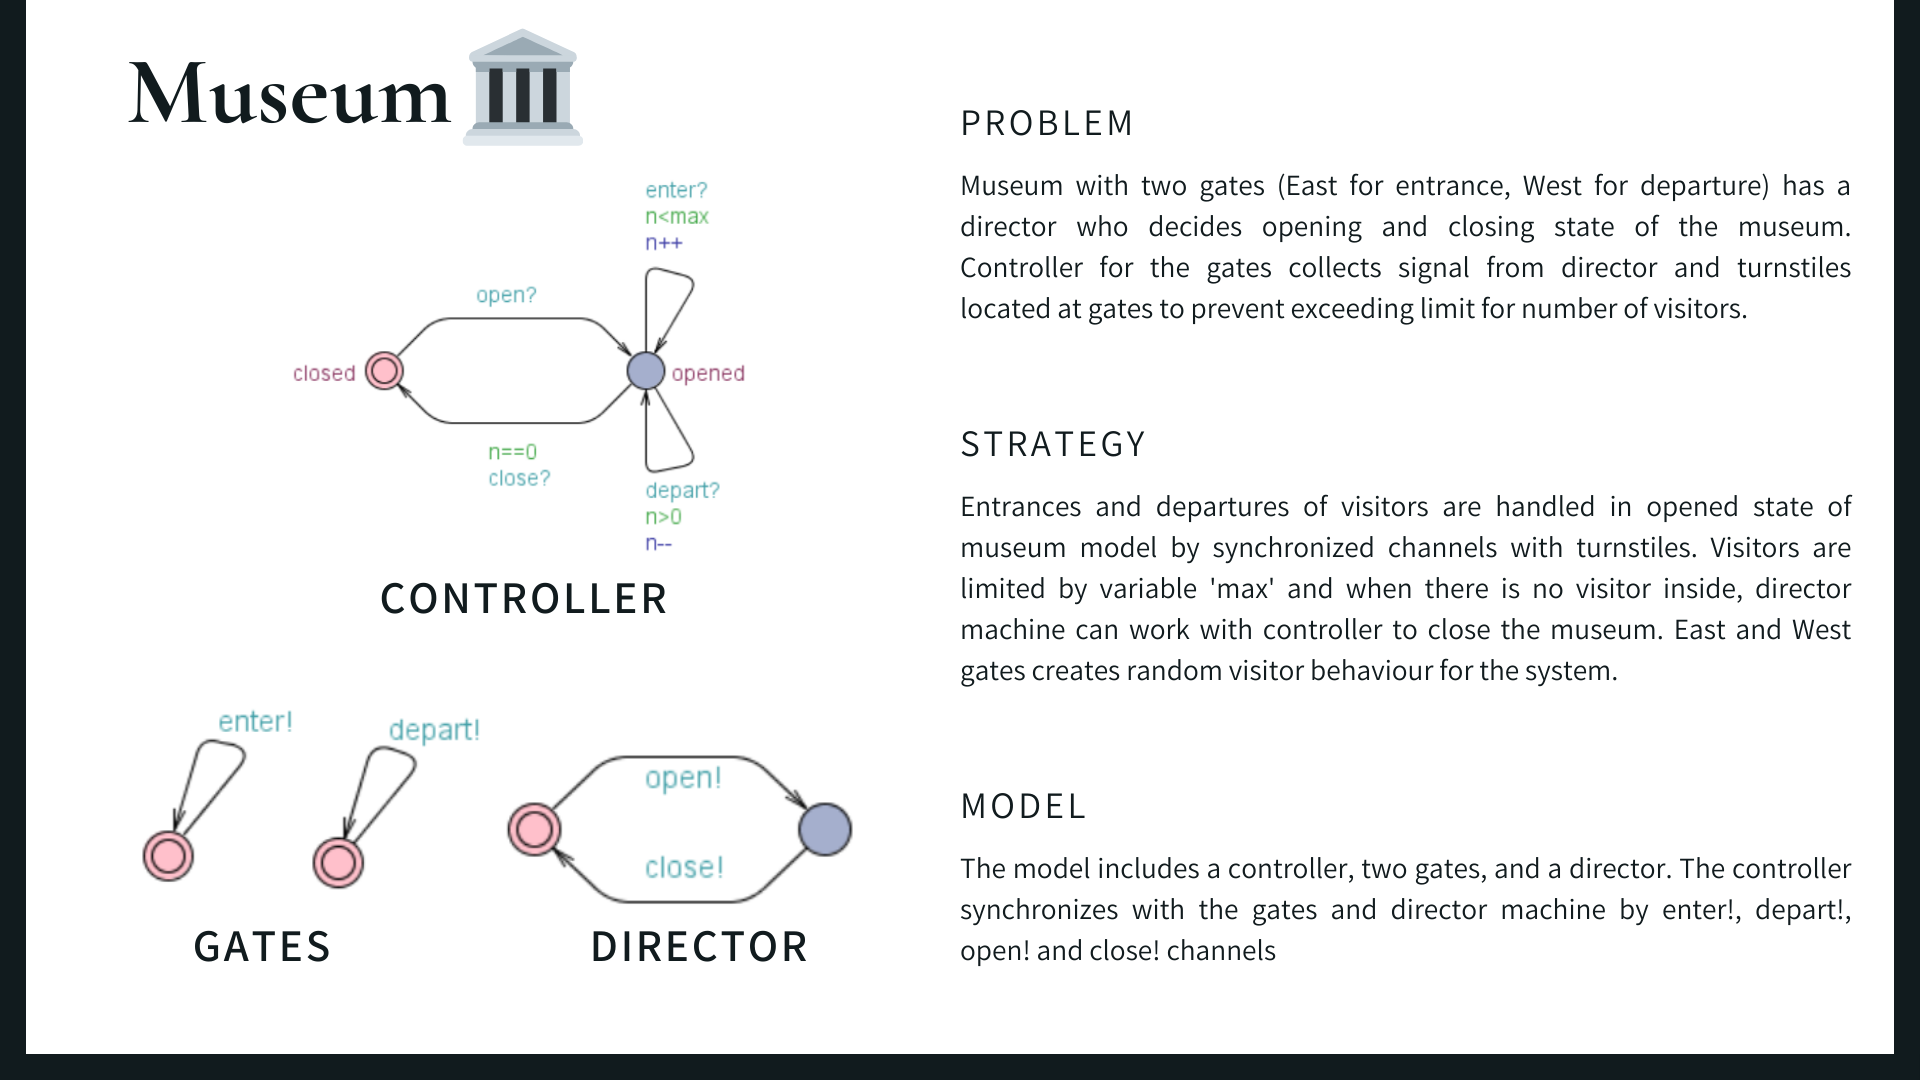 Museum
enter?
n<max
n++
open?
closed
opened
n==0
close?
depart?
n>0
n--
CONTROLLER
enter!
depart!
open!
close!
GATES
DIRECTOR
PROBLEM
Museum with two gates (East for entrance, West for departure) has a
director who decides opening and closing state of the museum.
Controller for the gates collects signal from director and turnstiles
located at gates to prevent exceeding limit for number of visitors.
STRATEGY
Entrances and departures of visitors are handled in opened state of
museum model by synchronized channels with turnstiles. Visitors are
limited by variable 'max' and when there is no visitor inside, director
machine can work with controller to close the museum. East and West
gates creates random visitor behaviour for the system.
MODEL
The model includes a controller, two gates, and a director. The controller
synchronizes with the gates and director machine by enter!, depart!,
open! and close! channels